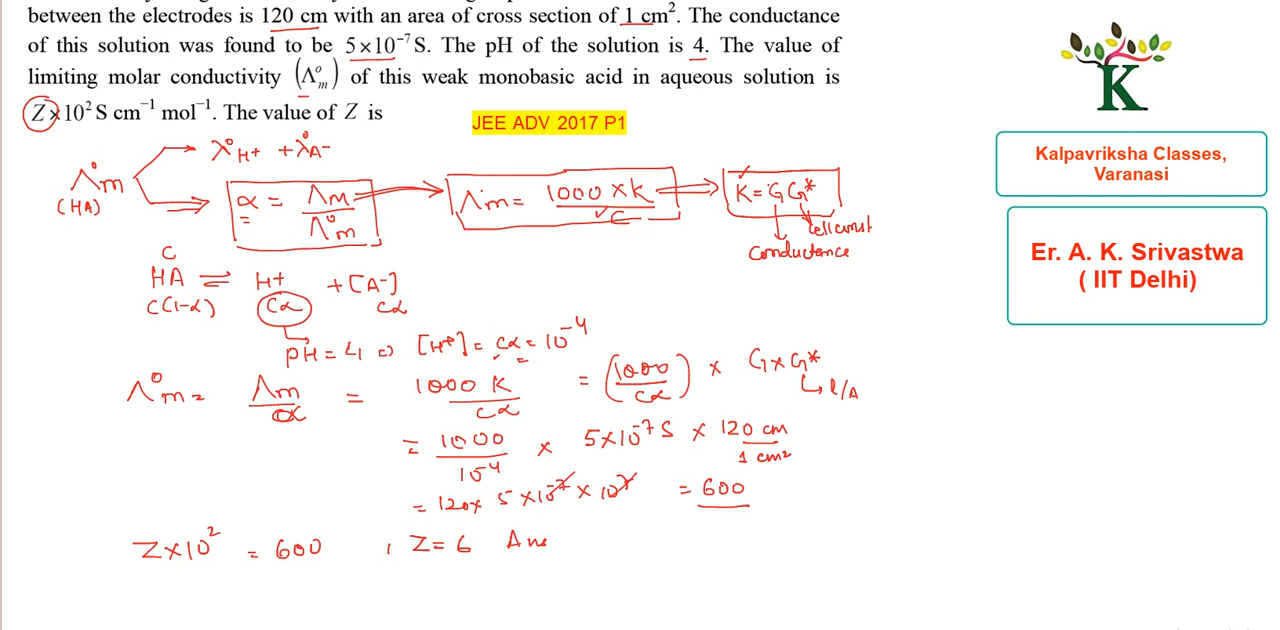 between the electrodes is 120 cm with an area of cross section of 1 cm². The conductance
of this solution was found to be 5×10⁻⁷ S. The pH of the solution is 4. The value of
limiting molar conductivity (Λ°ₘ) of this weak monobasic acid in aqueous solution is
Z×10² S cm⁻¹ mol⁻¹. The value of Z is
JEE ADV 2017 P1
K
Kalpavriksha Classes,
Varanasi
Er. A. K. Srivastwa
( IIT Delhi)
λ°H+ + λ°A-
Λ°m
(HA)
α = Λm / Λ°m
=
Λm = 1000 × K / C
K = G G*
cell const
conductance
C
HA ⇌ H+ + [A-]
C(1-α) Cα Cα
pH = 4 ⇒ [H+] = Cα = 10⁻⁴
Λ°m = Λm / α = 1000 K / Cα = (1000 / Cα) × G × G*
l/A
= 1000 / 10⁻⁴ × 5×10⁻⁷ S × 120 cm / 1 cm²
= 120 × 5 × 10⁻⁷ × 10⁷ = 600
Z×10² = 600 , Z = 6 Ans